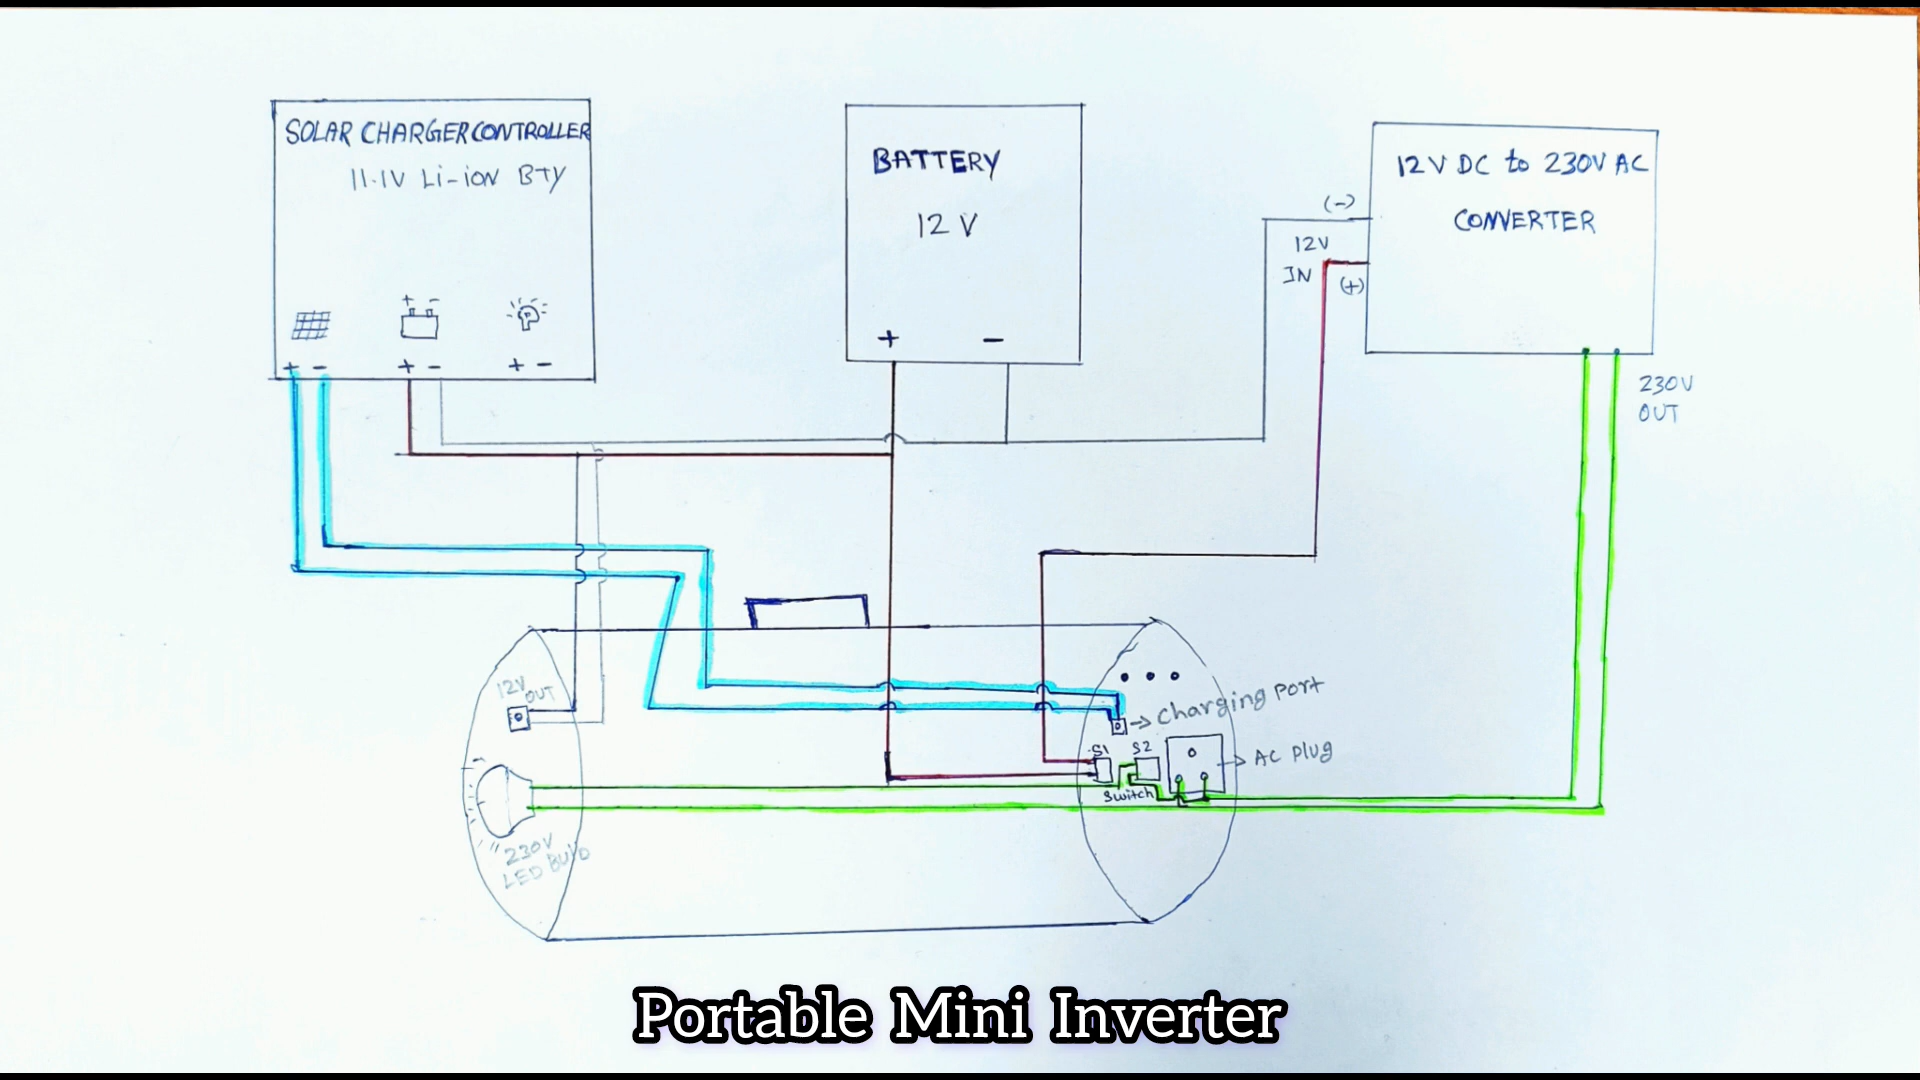 SOLAR CHARGER CONTROLLER
11.1V Li-ion BTY
+ -
+ -
+ -
+ -
BATTERY
12 V
+ -
12V DC to 230V AC
CONVERTER
(-)
12V
IN
(+)
230V
OUT
12V OUT
charging port
S1
S2
AC plug
Switch
230V
LED BULD
Portable Mini Inverter